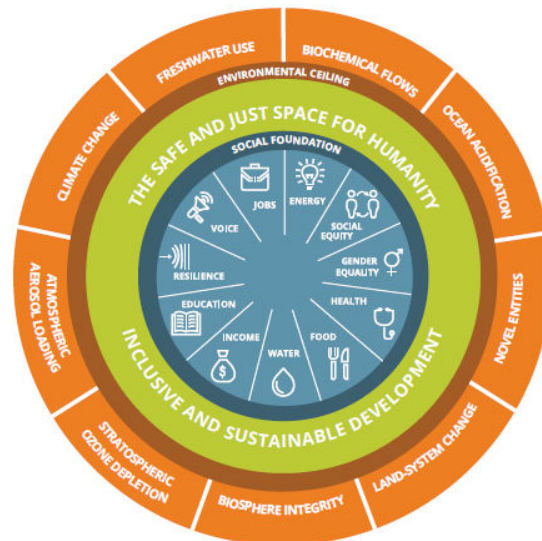 FRESHWATER USE
BIOCHEMICAL FLOWS
OCEAN ACIDIFICATION
NOVEL ENTITIES
LAND-SYSTEM CHANGE
BIOSPHERE INTEGRITY
STRATOSPHERIC
OZONE DEPLETION
ATMOSPHERIC
AEROSOL LOADING
CLIMATE CHANGE
ENVIRONMENTAL CEILING
THE SAFE AND JUST SPACE FOR HUMANITY
INCLUSIVE AND SUSTAINABLE DEVELOPMENT
SOCIAL FOUNDATION
JOBS
ENERGY
SOCIAL
EQUITY
GENDER
EQUALITY
HEALTH
FOOD
WATER
INCOME
$
EDUCATION
RESILIENCE
VOICE